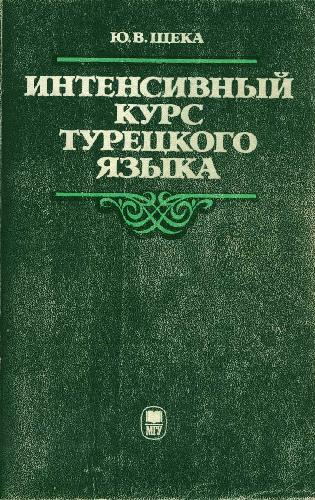 Ю. В. ЩЕКА
ИНТЕНСИВНЫЙ
КУРС
ТУРЕЦКОГО
ЯЗЫКА
МГУ